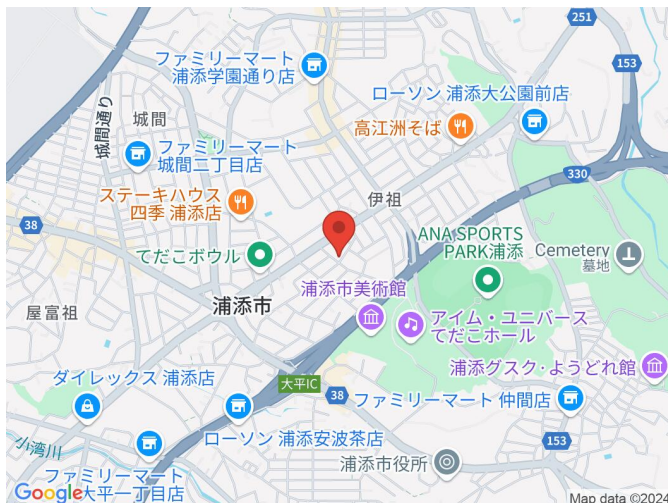 251
153
ファミリーマート
浦添学園通り店
ローソン 浦添大公園前店
城間通り
城間
高江洲そば
ファミリーマート
城間二丁目店
330
ステーキハウス
四季 浦添店
伊祖
38
ANA SPORTS
PARK浦添
Cemetery
墓地
てだこボウル
浦添市美術館
屋富祖
浦添市
アイム・ユニバース
てだこホール
浦添グスク・ようどれ館
ダイレックス 浦添店
大平IC
38
ファミリーマート 仲間店
ローソン 浦添安波茶店
153
小湾川
浦添市役所
ファミリーマート
大平一丁目店
Google
Map data ©2024